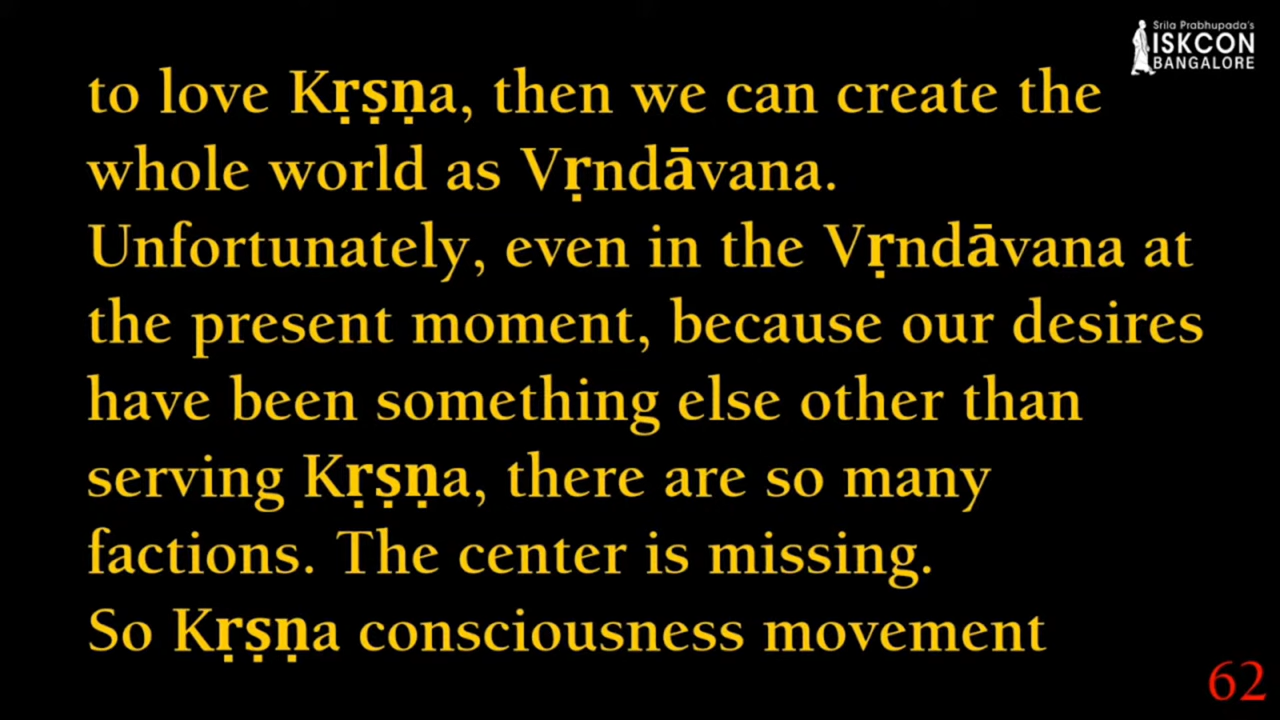 Srila Prabhupada's
ISKCON
BANGALORE
to love Kṛṣṇa, then we can create the
whole world as Vṛndāvana.
Unfortunately, even in the Vṛndāvana at
the present moment, because our desires
have been something else other than
serving Kṛṣṇa, there are so many
factions. The center is missing.
So Kṛṣṇa consciousness movement
62